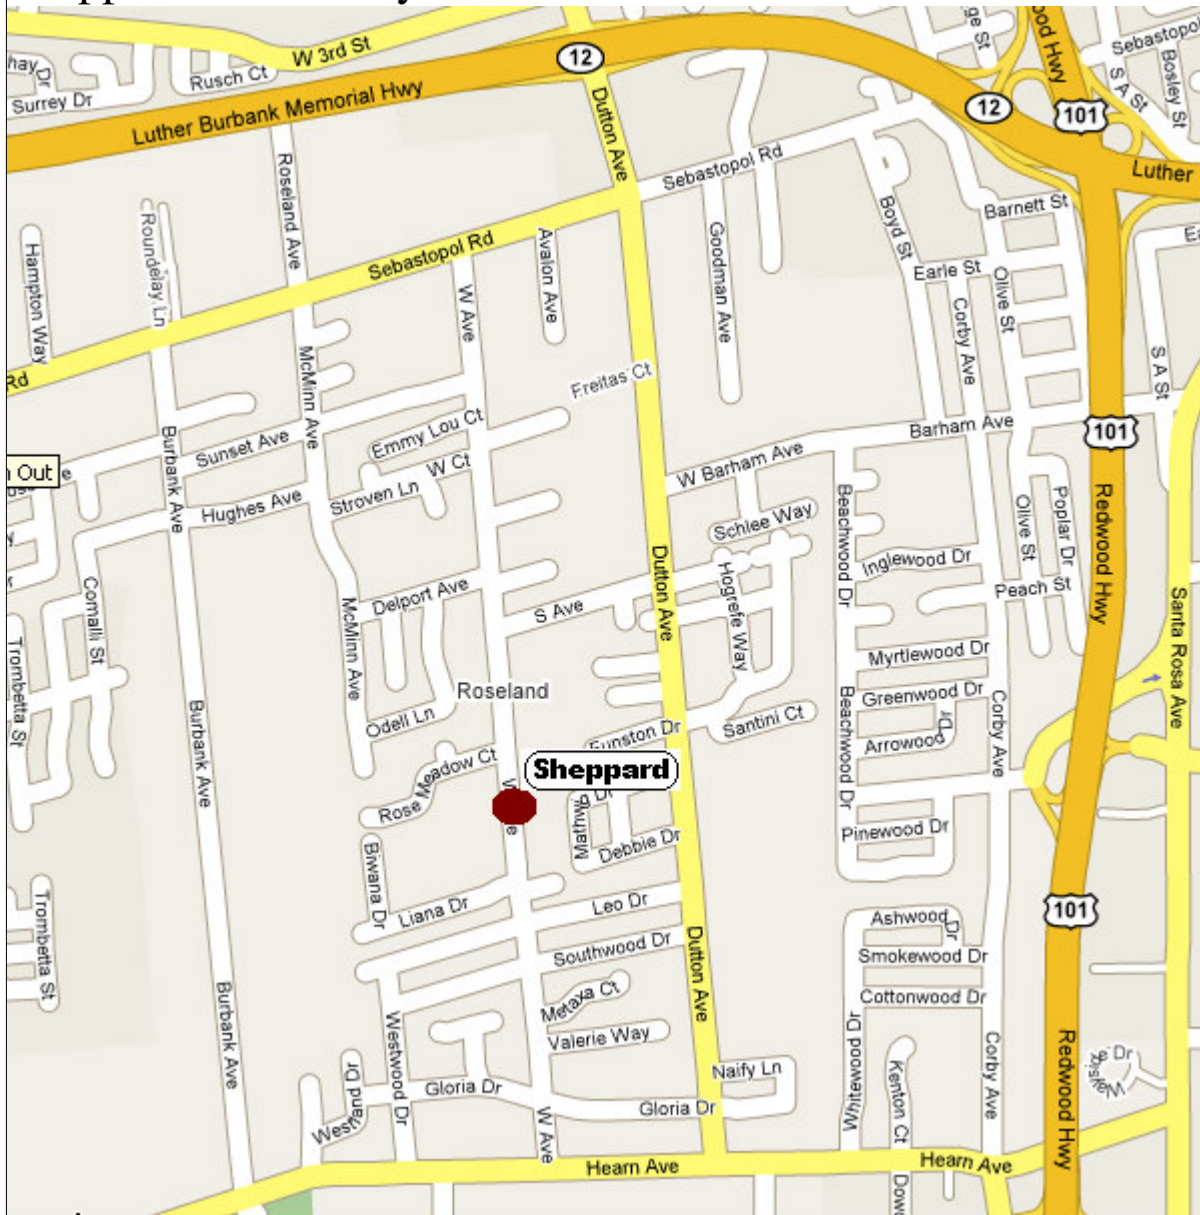 W 3rd St
12
Rusch Ct
Surrey Dr
Luther Burbank Memorial Hwy
Dutton Ave
Sebastopol Rd
12
101
S A St
Bosley St
Luther
Roseland Ave
Roundelay Ln
Hampton Way
Sebastopol Rd
Avalon Ave
W Ave
Goodman Ave
Boyd St
Barnett St
Earle St
Olive St
Corby Ave
S A St
Rd
McMinn Ave
Freitas Ct
Emmy Lou Ct
Sunset Ave
W Ct
Stroven Ln
Hughes Ave
Burbank Ave
Out
W Barham Ave
Barham Ave
101
Schlee Way
Beachwood Dr
Inglewood Dr
Olive St
Poplar Dr
Redwood Hwy
Peach St
Santa Rosa Ave
Dutton Ave
Hogrefe Way
Delport Ave
S Ave
McMinn Ave
Comalli St
Trombetta St
Roseland
Odell Ln
Myrtlewood Dr
Greenwood Dr
Arrowood Dr
Corby Ave
Beachwood Dr
Santini Ct
Funston Dr
Burbank Ave
Rose Meadow Ct
Sheppard
Debbie Dr
Pinewood Dr
Biwana Dr
Liana Dr
Leo Dr
Southwood Dr
Dutton Ave
Trombetta St
Ashwood Dr
Smokewood Dr
Cottonwood Dr
101
Metaxa Ct
Valerie Way
Burbank Ave
Westwood Dr
Gloria Dr
Naify Ln
Gloria Dr
Whitewood Dr
Kenton Ct
Corby Ave
Redwood Hwy
W Ave
Hearn Ave
Hearn Ave